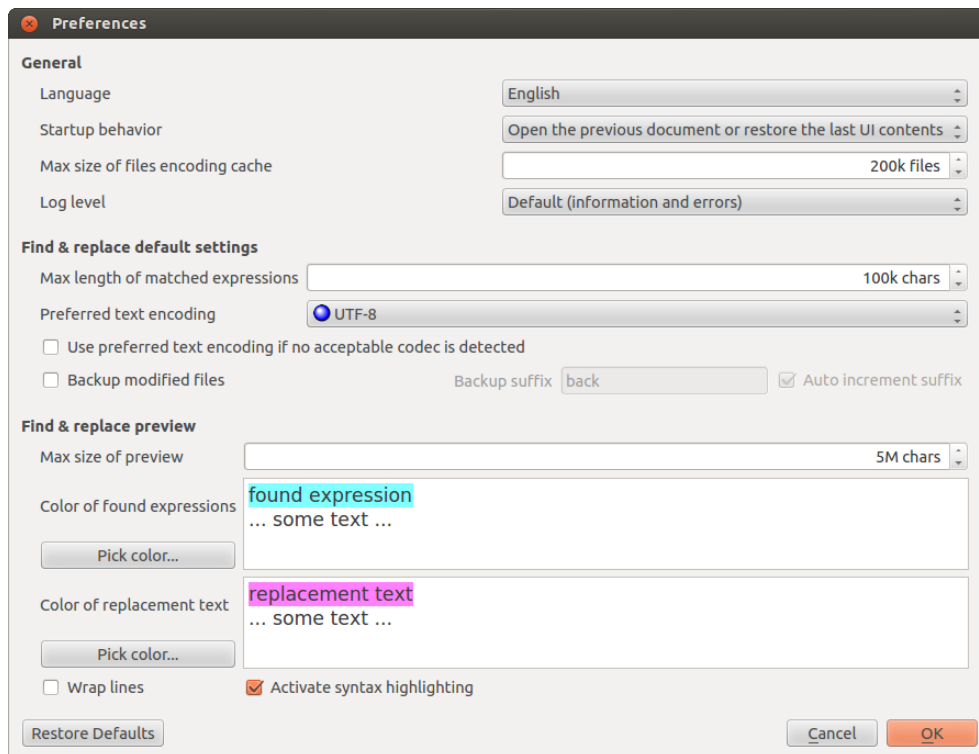 Preferences
General
Language English
Startup behavior Open the previous document or restore the last UI contents
Max size of files encoding cache 200k files
Log level Default (information and errors)
Find & replace default settings
Max length of matched expressions 100k chars
Preferred text encoding UTF-8
Use preferred text encoding if no acceptable codec is detected
Backup modified files Backup suffix back Auto increment suffix
Find & replace preview
Max size of preview 5M chars
Color of found expressions
found expression
... some text ...
Pick color...
Color of replacement text
replacement text
... some text ...
Pick color...
Wrap lines Activate syntax highlighting
Restore Defaults Cancel OK